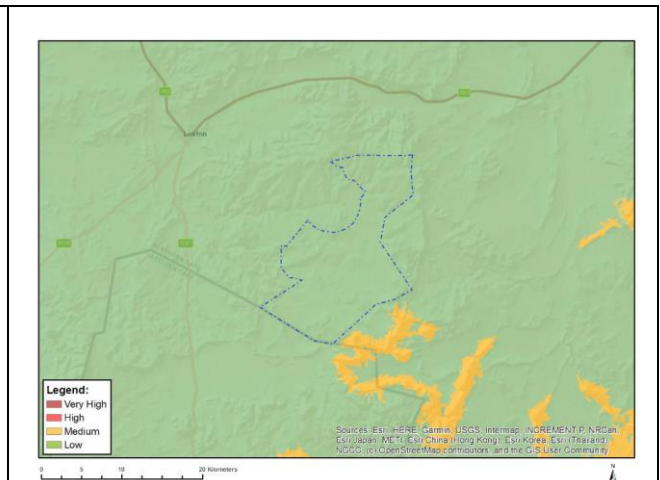 Legend:
Very High
High
Medium
Low
Sources: Esri, HERE, Garmin, USGS, Intermap, INCREMENT P, NRCan,
Esri Japan, METI, Esri China (Hong Kong), Esri Korea, Esri (Thailand),
NGCC, (c) OpenStreetMap contributors, and the GIS User Community
0 5 10 20 Kilometers
N